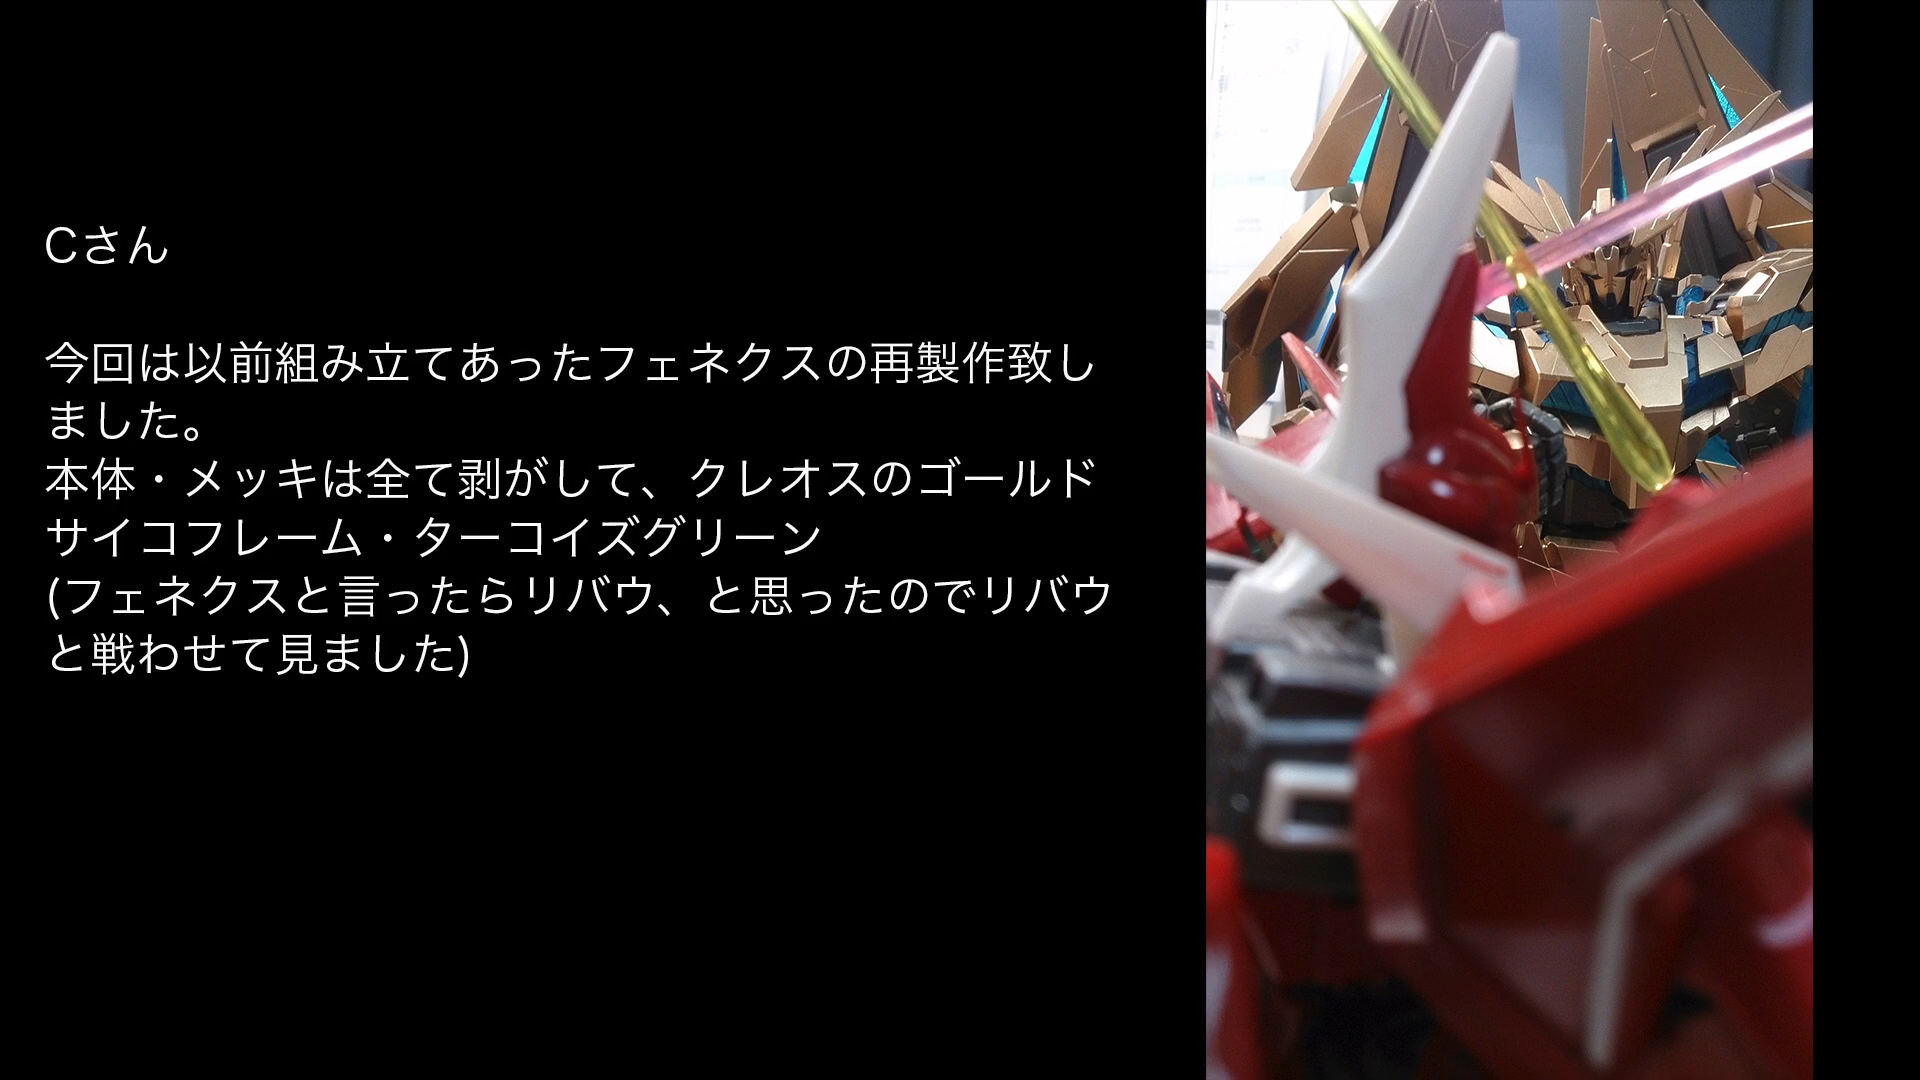 Cさん
今回は以前組み立てあったフェネクスの再製作致し
ました。
本体・メッキは全て剥がして、クレオスのゴールド
サイコフレーム・ターコイズグリーン
(フェネクスと言ったらリバウ、と思ったのでリバウ
と戦わせて見ました)